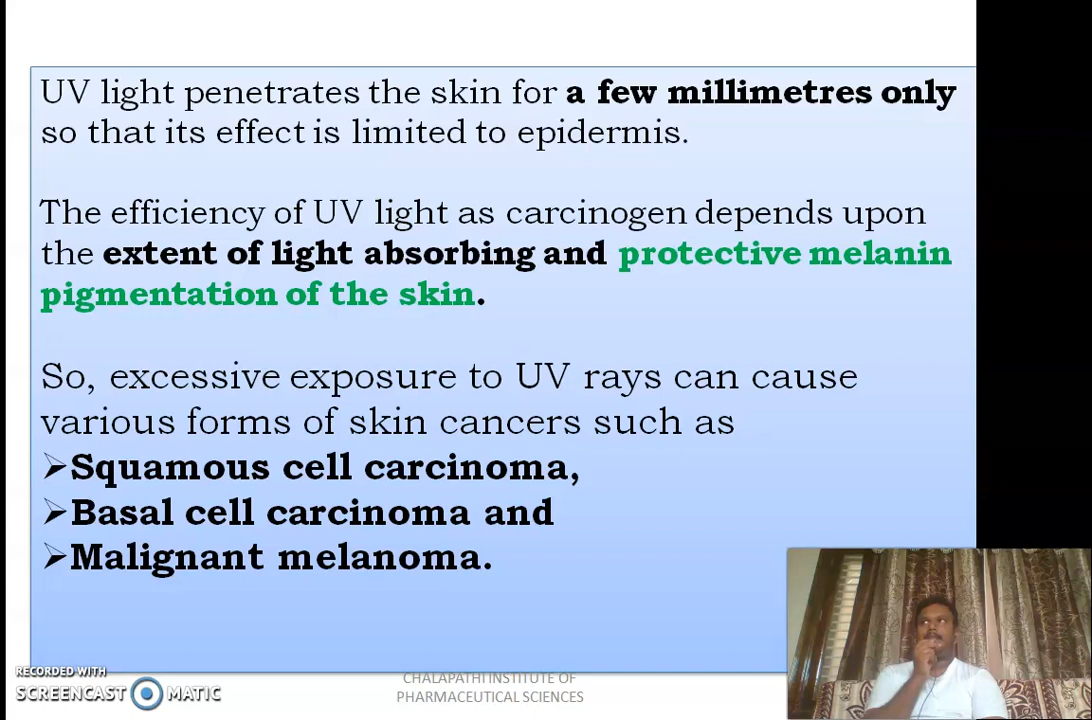 UV light penetrates the skin for a few millimetres only
so that its effect is limited to epidermis.
The efficiency of UV light as carcinogen depends upon
the extent of light absorbing and protective melanin
pigmentation of the skin.
So, excessive exposure to UV rays can cause
various forms of skin cancers such as
➢Squamous cell carcinoma,
➢Basal cell carcinoma and
➢Malignant melanoma.
RECORDED WITH
SCREENCAST MATIC
CHALAPATHI INSTITUTE OF
PHARMACEUTICAL SCIENCES